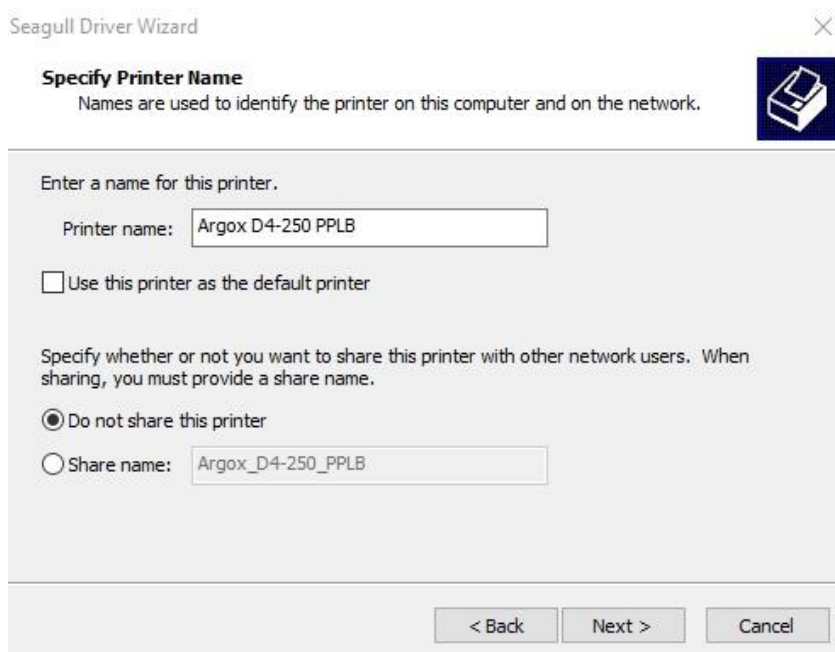 Seagull Driver Wizard
Specify Printer Name
Names are used to identify the printer on this computer and on the network.
Enter a name for this printer.
Printer name: Argox D4-250 PPLB
Use this printer as the default printer
Specify whether or not you want to share this printer with other network users. When
sharing, you must provide a share name.
Do not share this printer
Share name: Argox_D4-250_PPLB
< Back Next > Cancel